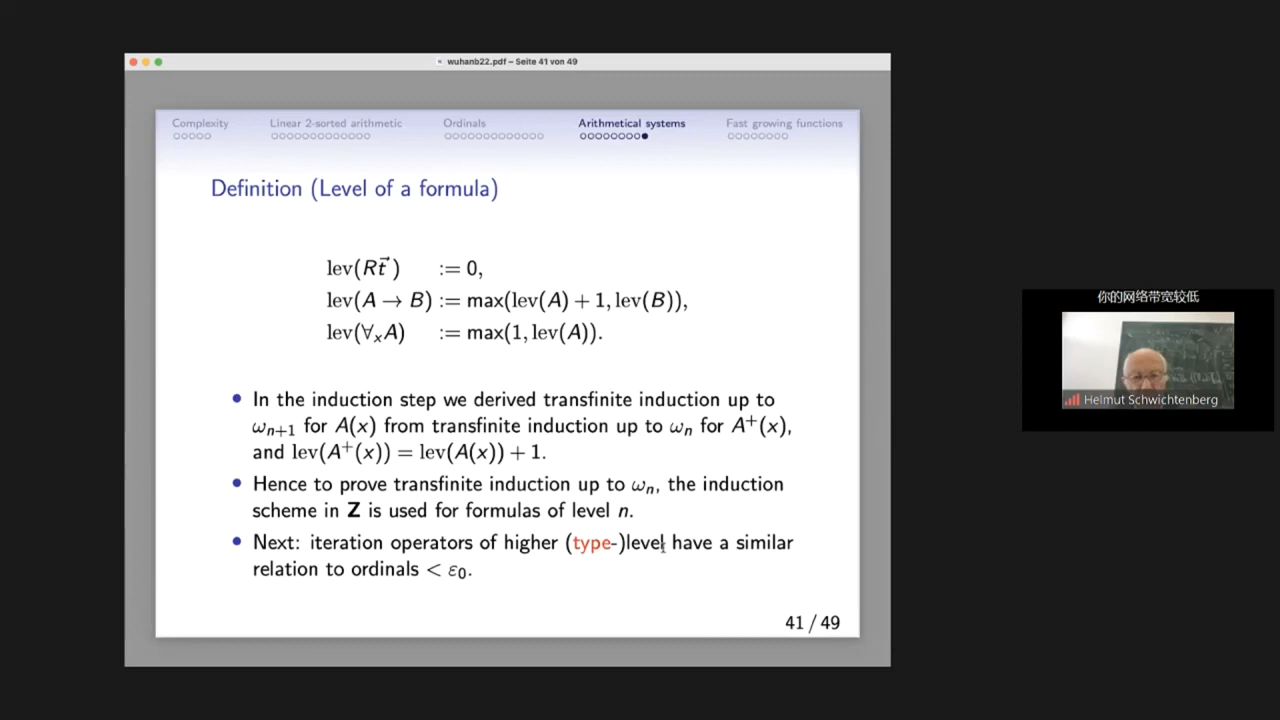 wuhanb22.pdf – Seite 41 von 49
Complexity Linear 2-sorted arithmetic Ordinals Arithmetical systems Fast growing functions
Definition (Level of a formula)
lev(Rt⃗ ) := 0,
lev(A → B) := max(lev(A) + 1, lev(B)),
lev(∀ₓA) := max(1, lev(A)).
• In the induction step we derived transfinite induction up to
ωₙ₊₁ for A(x) from transfinite induction up to ωₙ for A⁺(x),
and lev(A⁺(x)) = lev(A(x)) + 1.
• Hence to prove transfinite induction up to ωₙ, the induction
scheme in Z is used for formulas of level n.
• Next: iteration operators of higher (type-)level have a similar
relation to ordinals < ε₀.
41 / 49
你的网络带宽较低
Helmut Schwichtenberg